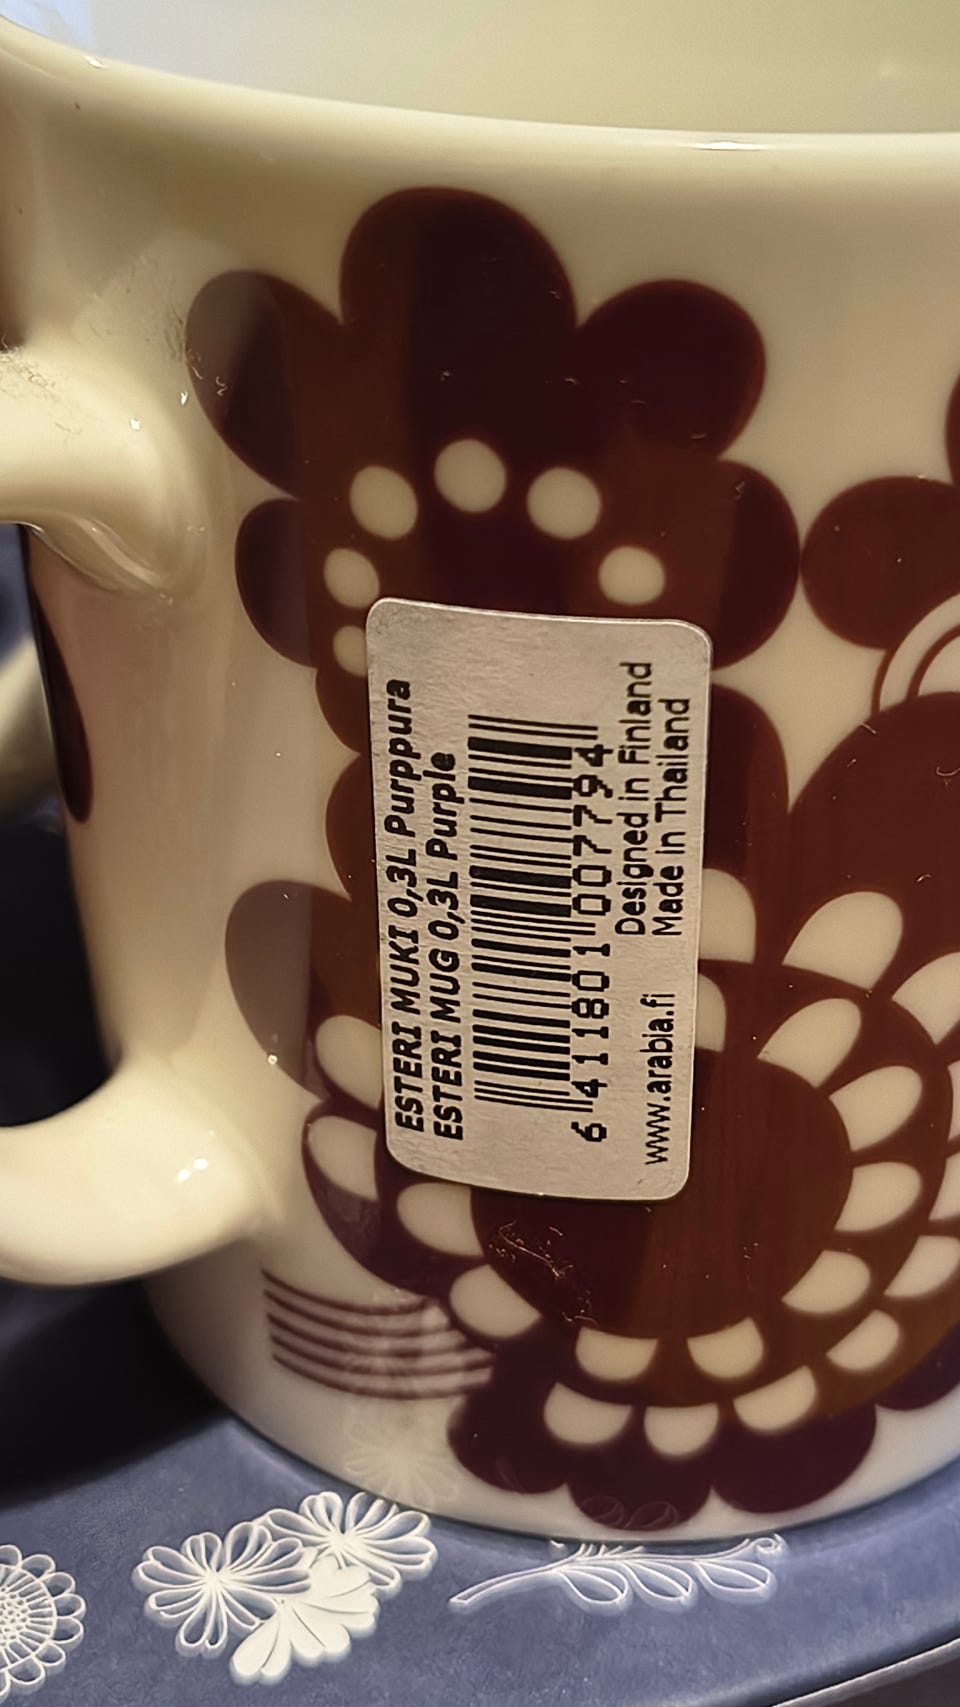 ESTERI MUKI 0,3L Purppura
ESTERI MUG 0,3L Purple
6 411801 007794
Designed in Finland
www.arabia.fi Made in Thailand